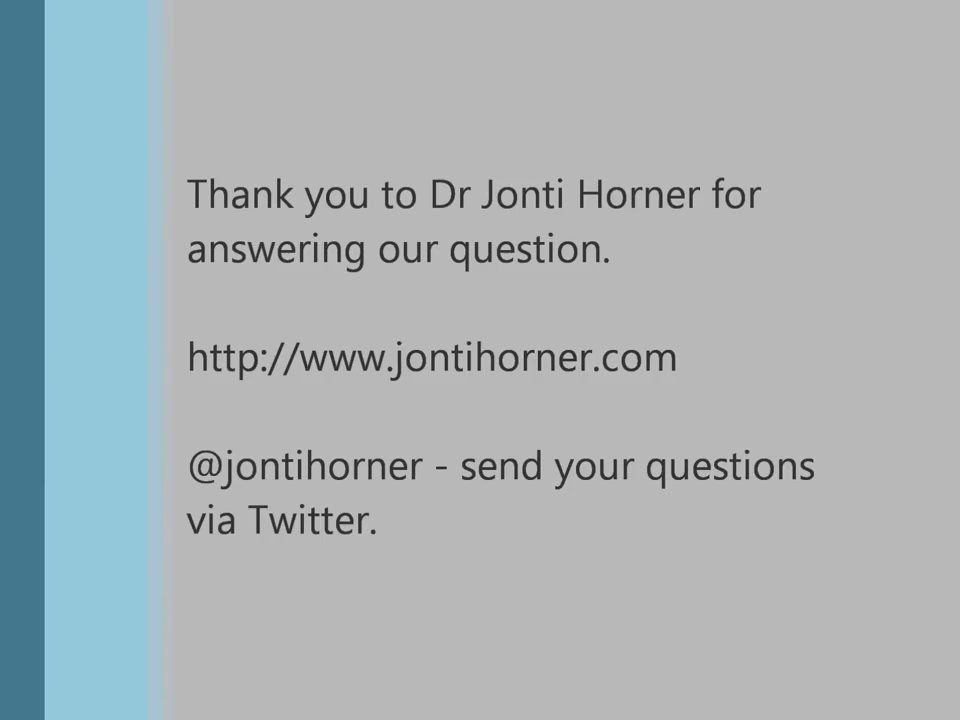 Thank you to Dr Jonti Horner for
answering our question.
http://www.jontihorner.com
@jontihorner - send your questions
via Twitter.